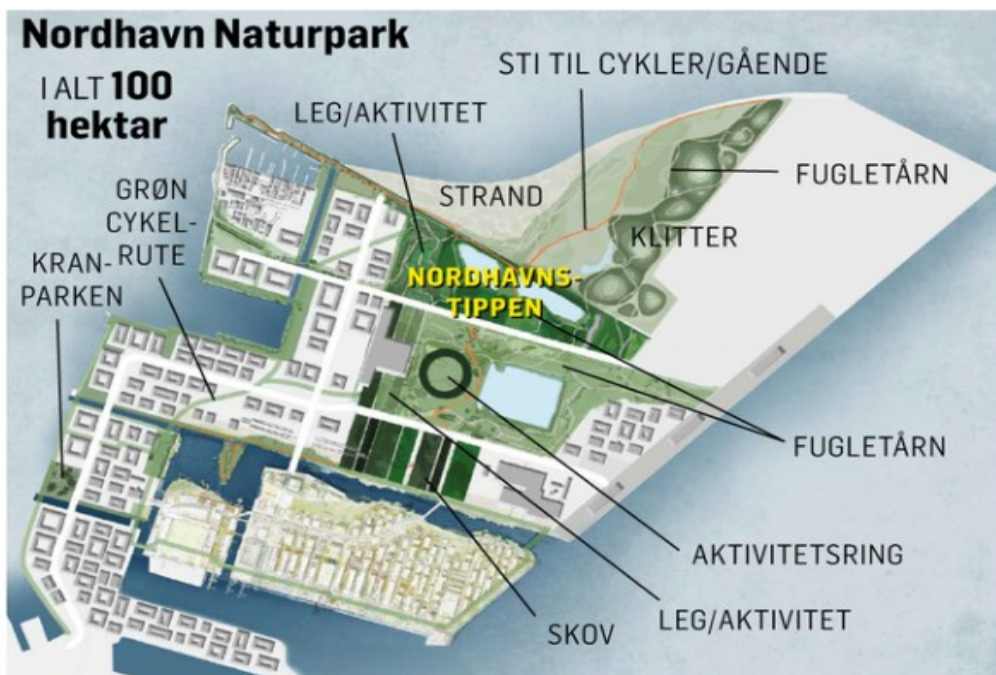 Nordhavn Naturpark
I ALT 100
hektar
STI TIL CYKLER/GÅENDE
LEG/AKTIVITET
FUGLETÅRN
GRØN
CYKEL-
RUTE
STRAND
KLITTER
KRAN-
PARKEN
NORDHAVNS-
TIPPEN
FUGLETÅRN
AKTIVITETSRING
LEG/AKTIVITET
SKOV